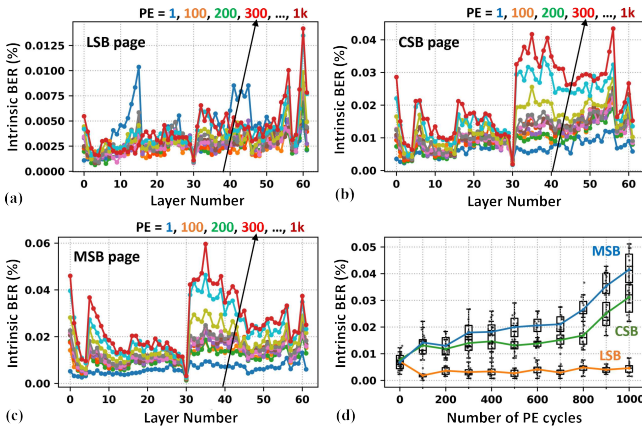 PE = 1, 100, 200, 300, ..., 1k
LSB page
Intrinsic BER (%)
0.0125
0.0100
0.0075
0.0050
0.0025
0.0000
0 10 20 30 40 50 60
Layer Number
(a)
PE = 1, 100, 200, 300, ..., 1k
CSB page
Intrinsic BER (%)
0.04
0.03
0.02
0.01
0.00
0 10 20 30 40 50 60
Layer Number
(b)
PE = 1, 100, 200, 300, ..., 1k
MSB page
Intrinsic BER (%)
0.06
0.04
0.02
0.00
0 10 20 30 40 50 60
Layer Number
(c)
Intrinsic BER (%)
0.05
0.04
0.03
0.02
0.01
0.00
MSB
CSB
LSB
0 200 400 600 800 1000
Number of PE cycles
(d)